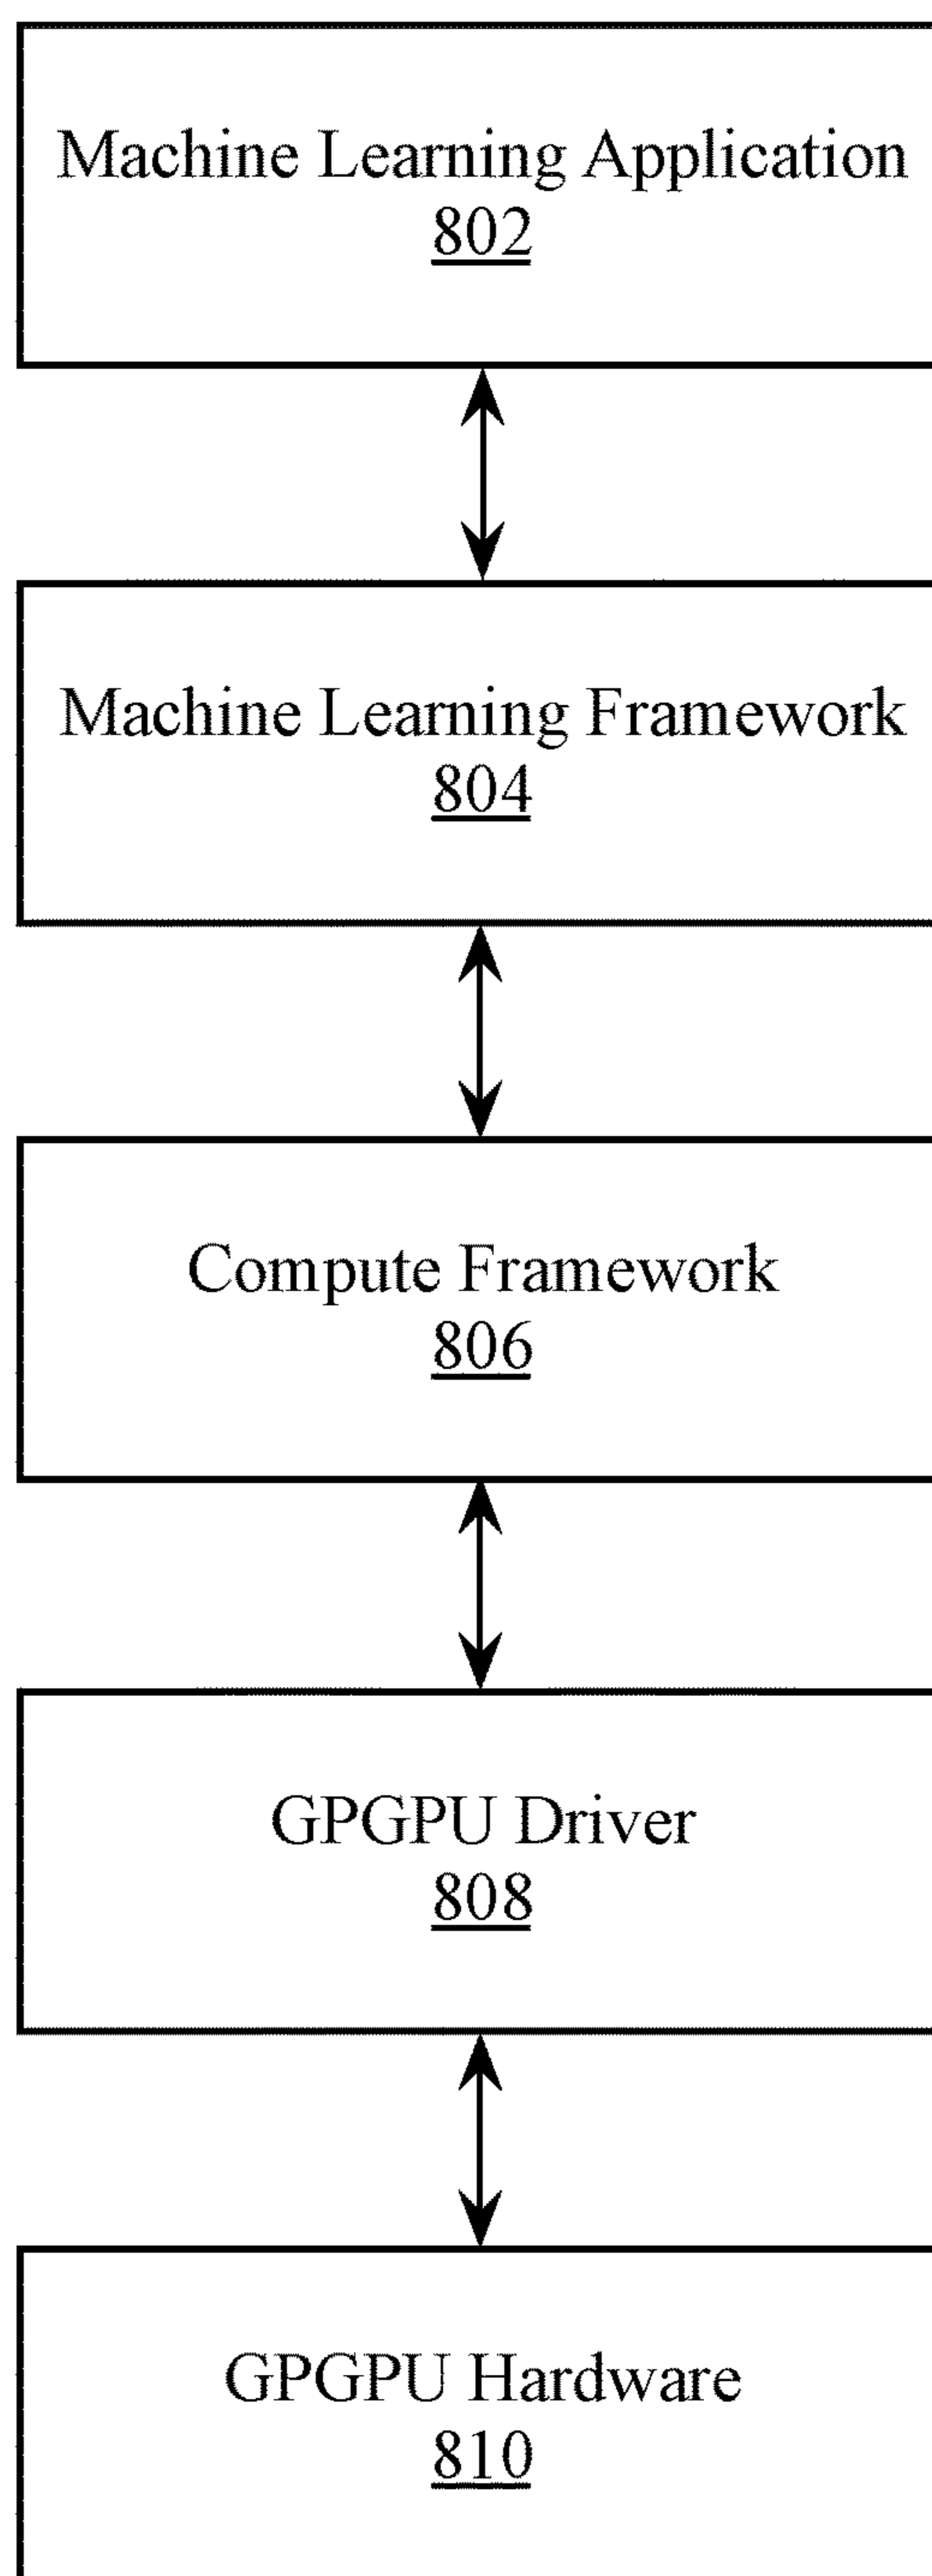 Machine Learning Application
802
Machine Learning Framework
804
Compute Framework
806
GPGPU Driver
808
GPGPU Hardware
810